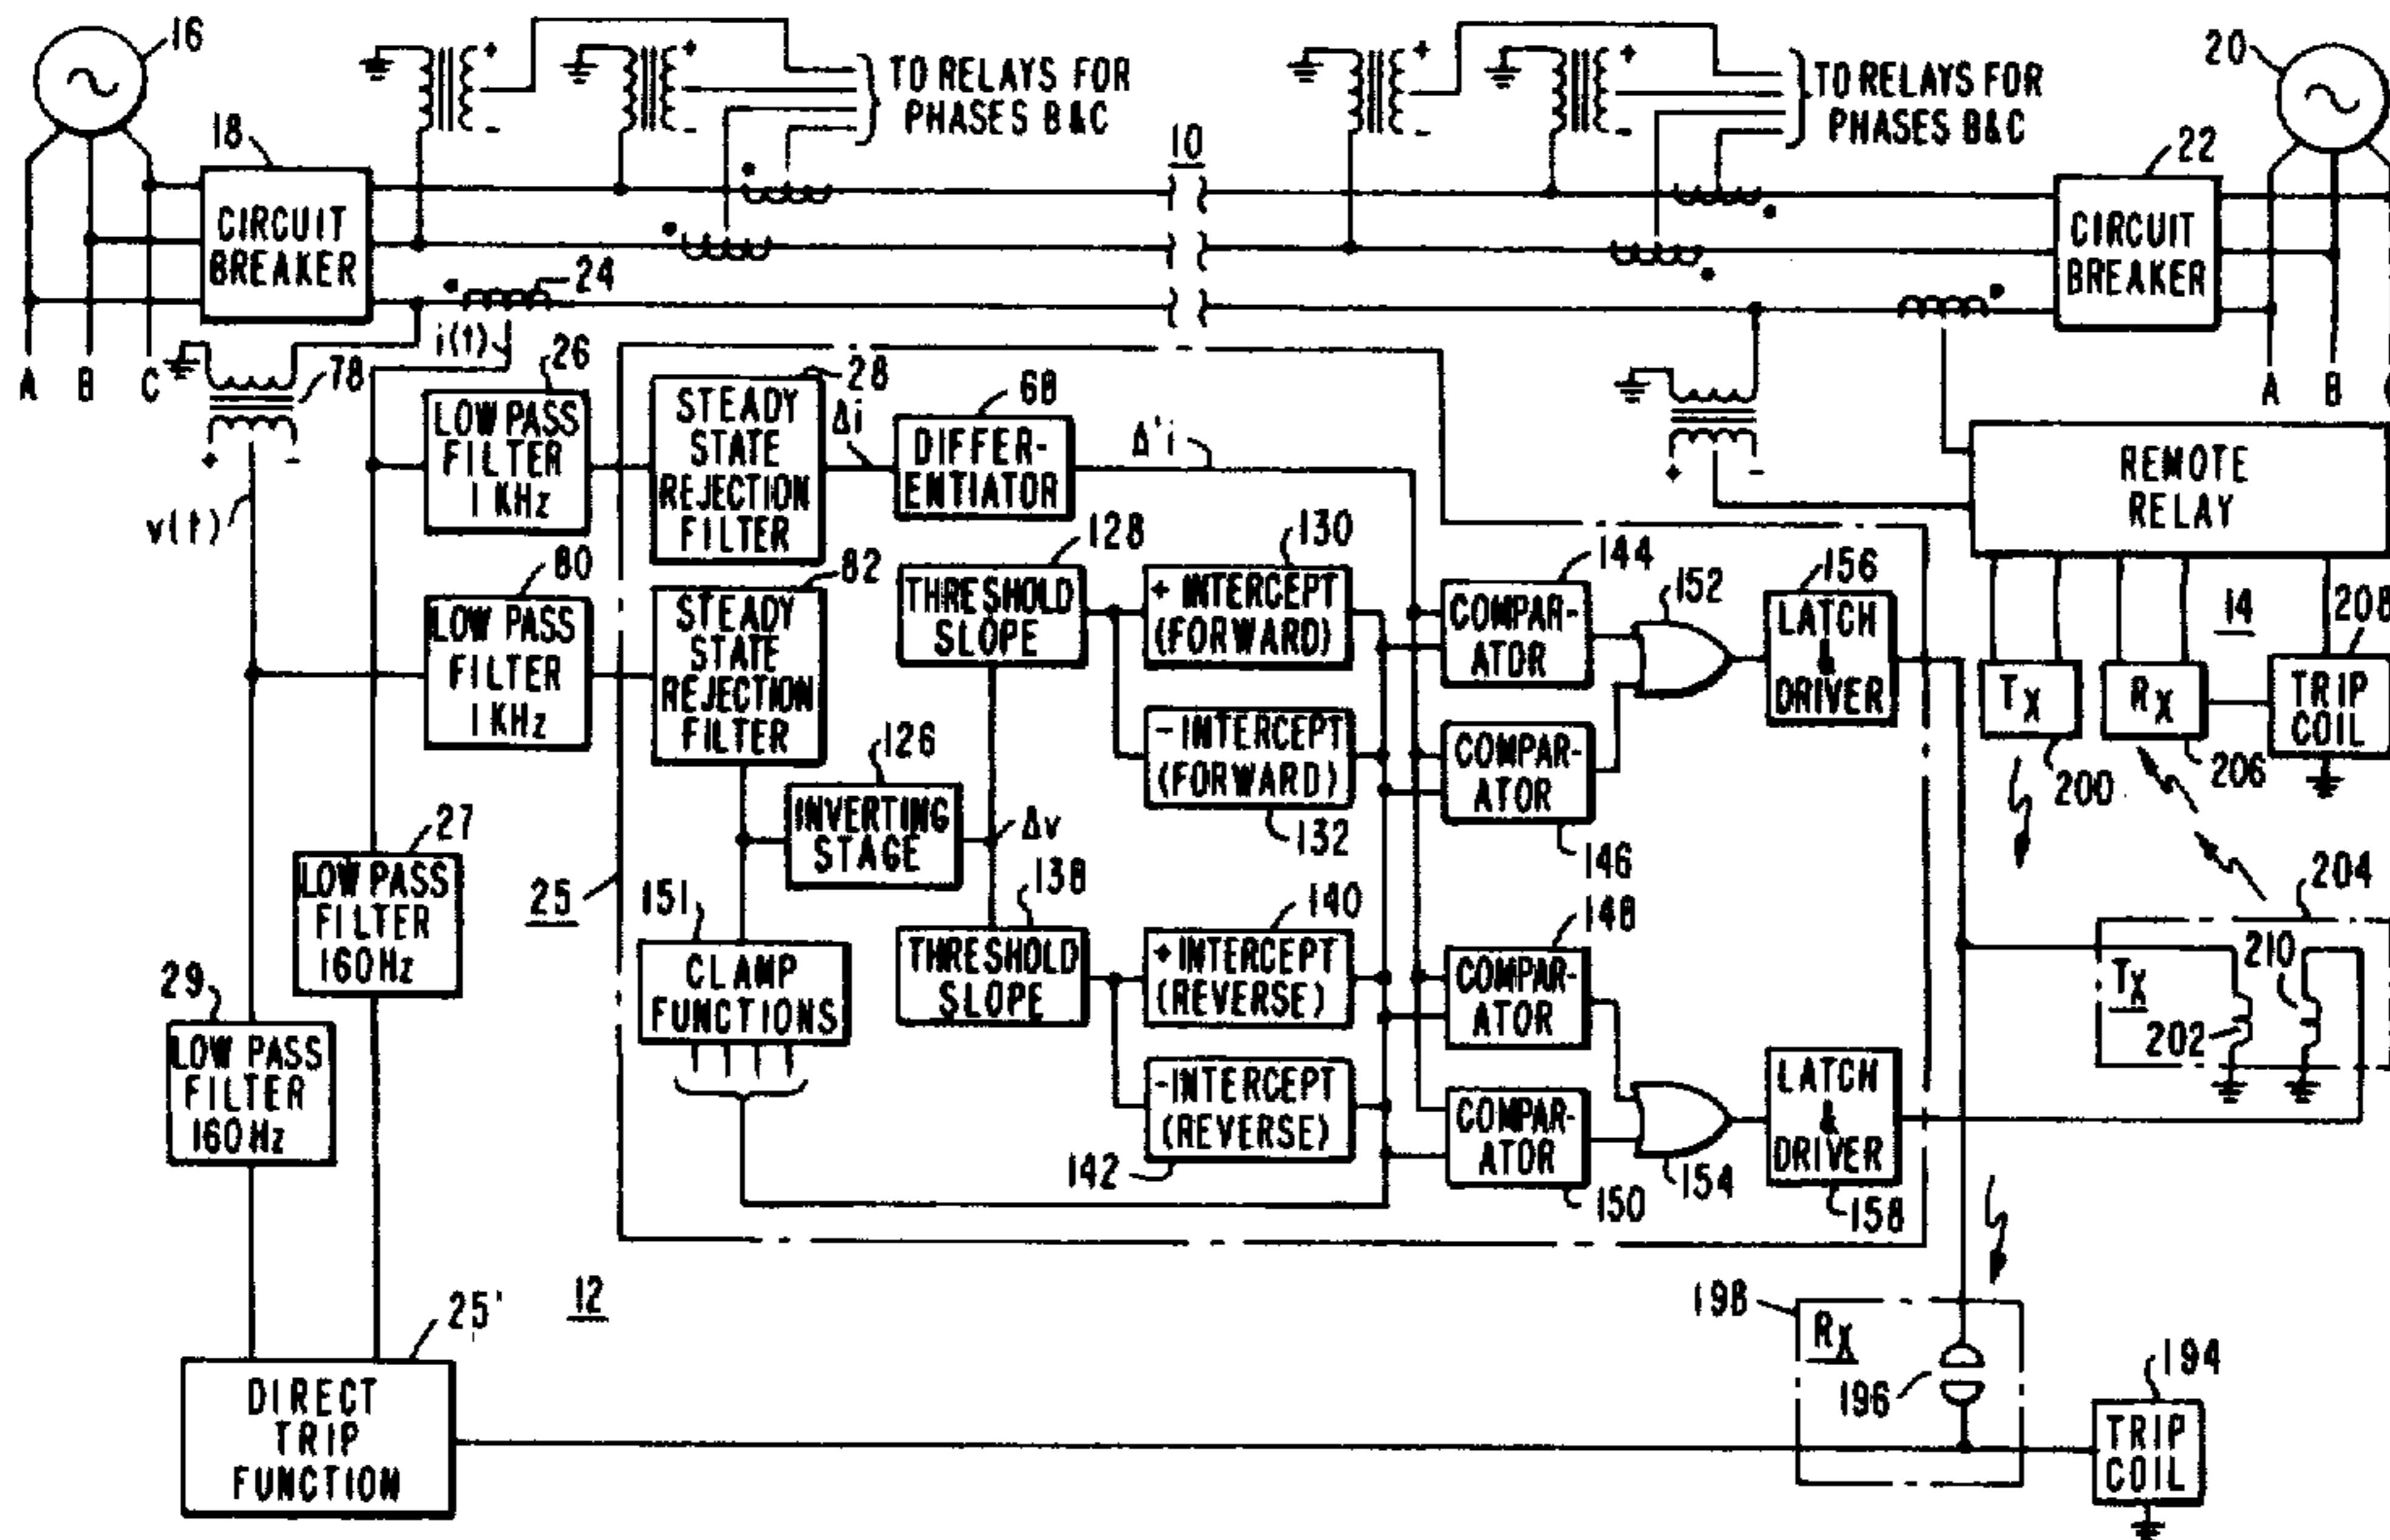 16
18
TO RELAYS FOR
PHASES B&C
10
TO RELAYS FOR
PHASES B&C
20
22
CIRCUIT
BREAKER
24
CIRCUIT
BREAKER
A
B
C
A
B
i(t)
78
v(t)
26
LOW PASS
FILTER
1 KHz
28
STEADY
STATE
REJECTION
FILTER
Δi
68
DIFFER-
ENTIATOR
Δ'i
REMOTE
RELAY
80
LOW PASS
FILTER
1 KHz
82
STEADY
STATE
REJECTION
FILTER
128
THRESHOLD
SLOPE
130
+ INTERCEPT
(FORWARD)
144
COMPAR-
ATOR
152
156
LATCH
&
DRIVER
14
208
TX
200
RX
206
TRIP
COIL
- INTERCEPT
(FORWARD)
132
COMPAR-
ATOR
146
126
INVERTING
STAGE
Δv
27
LOW PASS
FILTER
160Hz
25
151
CLAMP
FUNCTIONS
138
THRESHOLD
SLOPE
140
+INTERCEPT
(REVERSE)
148
COMPAR-
ATOR
204
210
TX
202
29
LOW PASS
FILTER
160Hz
-INTERCEPT
(REVERSE)
142
COMPAR-
ATOR
150
154
LATCH
&
DRIVER
158
12
25'
DIRECT
TRIP
FUNCTION
198
RX
196
194
TRIP
COIL